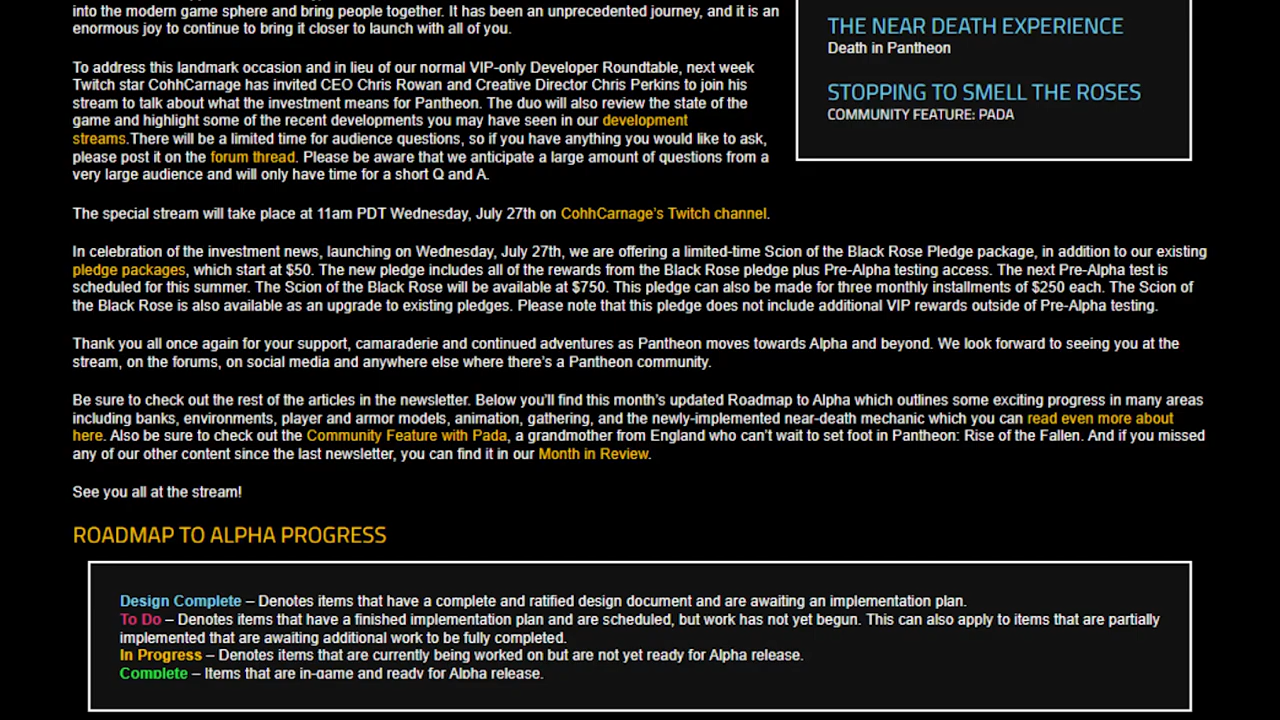 into the modern game sphere and bring people together. It has been an unprecedented journey, and it is an
enormous joy to continue to bring it closer to launch with all of you.
To address this landmark occasion and in lieu of our normal VIP-only Developer Roundtable, next week
Twitch star CohhCarnage has invited CEO Chris Rowan and Creative Director Chris Perkins to join his
stream to talk about what the investment means for Pantheon. The duo will also review the state of the
game and highlight some of the recent developments you may have seen in our development
streams.There will be a limited time for audience questions, so if you have anything you would like to ask,
please post it on the forum thread. Please be aware that we anticipate a large amount of questions from a
very large audience and will only have time for a short Q and A.
THE NEAR DEATH EXPERIENCE
Death in Pantheon
STOPPING TO SMELL THE ROSES
COMMUNITY FEATURE: PADA
The special stream will take place at 11am PDT Wednesday, July 27th on CohhCarnage's Twitch channel.
In celebration of the investment news, launching on Wednesday, July 27th, we are offering a limited-time Scion of the Black Rose Pledge package, in addition to our existing
pledge packages, which start at $50. The new pledge includes all of the rewards from the Black Rose pledge plus Pre-Alpha testing access. The next Pre-Alpha test is
scheduled for this summer. The Scion of the Black Rose will be available at $750. This pledge can also be made for three monthly installments of $250 each. The Scion of
the Black Rose is also available as an upgrade to existing pledges. Please note that this pledge does not include additional VIP rewards outside of Pre-Alpha testing.
Thank you all once again for your support, camaraderie and continued adventures as Pantheon moves towards Alpha and beyond. We look forward to seeing you at the
stream, on the forums, on social media and anywhere else where there's a Pantheon community.
Be sure to check out the rest of the articles in the newsletter. Below you'll find this month's updated Roadmap to Alpha which outlines some exciting progress in many areas
including banks, environments, player and armor models, animation, gathering, and the newly-implemented near-death mechanic which you can read even more about
here. Also be sure to check out the Community Feature with Pada, a grandmother from England who can't wait to set foot in Pantheon: Rise of the Fallen. And if you missed
any of our other content since the last newsletter, you can find it in our Month in Review.
See you all at the stream!
ROADMAP TO ALPHA PROGRESS
Design Complete – Denotes items that have a complete and ratified design document and are awaiting an implementation plan.
To Do – Denotes items that have a finished implementation plan and are scheduled, but work has not yet begun. This can also apply to items that are partially
implemented that are awaiting additional work to be fully completed.
In Progress – Denotes items that are currently being worked on but are not yet ready for Alpha release.
Complete – Items that are in-game and ready for Alpha release.